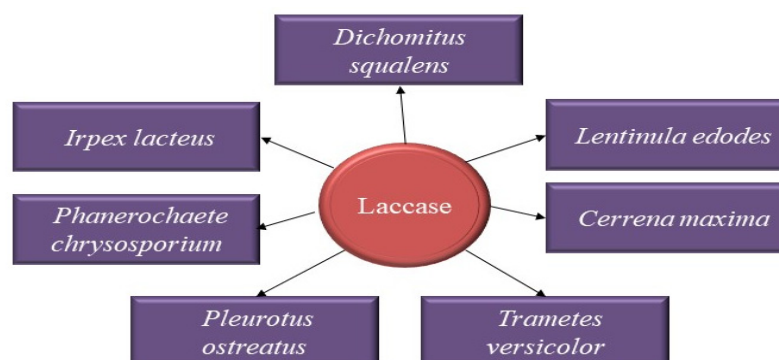 Dichomitus
squalens
Irpex lacteus
Lentinula edodes
Laccase
Phanerochaete
chrysosporium
Cerrena maxima
Pleurotus
ostreatus
Trametes
versicolor